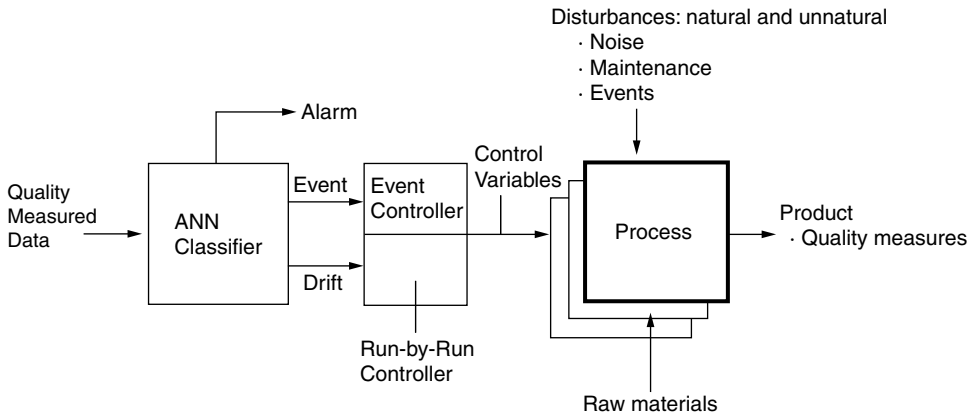 Disturbances: natural and unnatural
· Noise
· Maintenance
· Events
Alarm
Quality
Measured
Data
ANN
Classifier
Event
Drift
Event
Controller
Run-by-Run
Controller
Control
Variables
Process
Product
· Quality measures
Raw materials